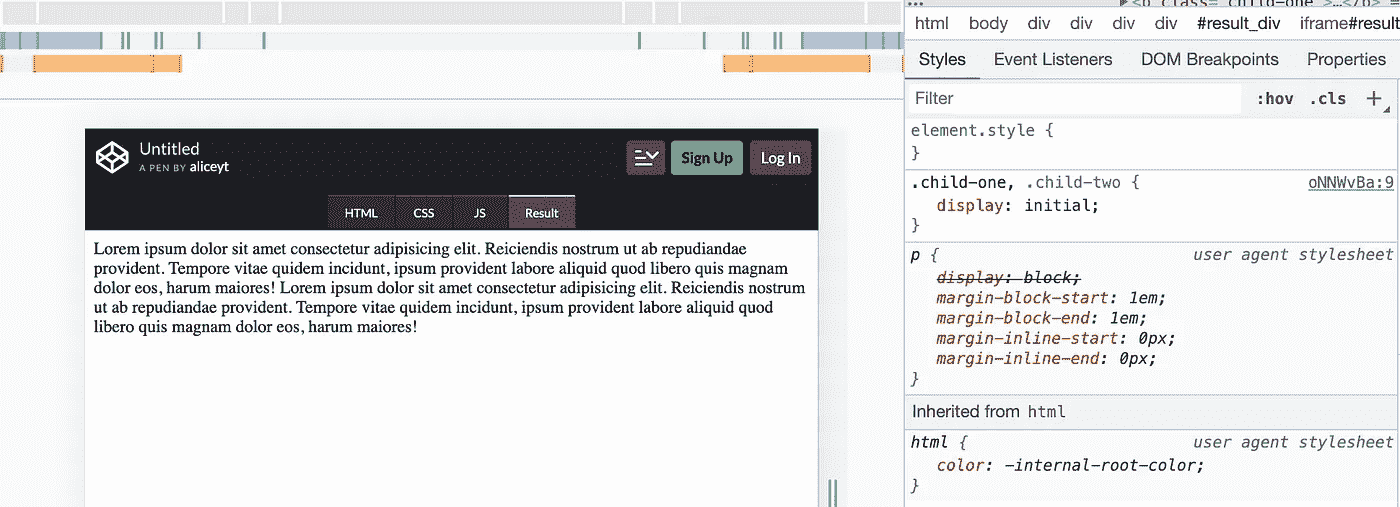 <p class="child-one">…</p> ==
html body div div div div #result_div iframe#result
Styles Event Listeners DOM Breakpoints Properties
Filter :hov .cls
element.style {
}
.child-one, .child-two { oNNWvBa:9
display: initial;
}
p { user agent stylesheet
display: block;
margin-block-start: 1em;
margin-block-end: 1em;
margin-inline-start: 0px;
margin-inline-end: 0px;
}
Inherited from html
html { user agent stylesheet
color: -internal-root-color;
}
Untitled
A PEN BY aliceyt
Sign Up Log In
HTML CSS JS Result
Lorem ipsum dolor sit amet consectetur adipisicing elit. Reiciendis nostrum ut ab repudiandae
provident. Tempore vitae quidem incidunt, ipsum provident labore aliquid quod libero quis magnam
dolor eos, harum maiores! Lorem ipsum dolor sit amet consectetur adipisicing elit. Reiciendis nostrum
ut ab repudiandae provident. Tempore vitae quidem incidunt, ipsum provident labore aliquid quod
libero quis magnam dolor eos, harum maiores!